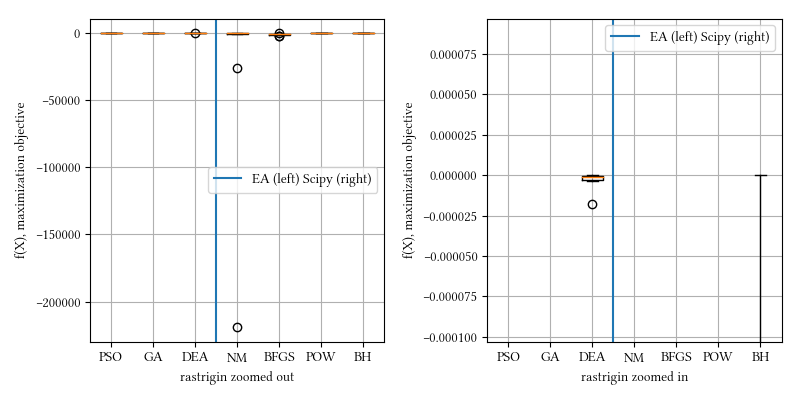 f(X), maximization objective
0
−50000
−100000
−150000
−200000
EA (left) Scipy (right)
PSO GA DEA NM BFGS POW BH
rastrigin zoomed out
f(X), maximization objective
0.000075
0.000050
0.000025
0.000000
−0.000025
−0.000050
−0.000075
−0.000100
EA (left) Scipy (right)
PSO GA DEA NM BFGS POW BH
rastrigin zoomed in